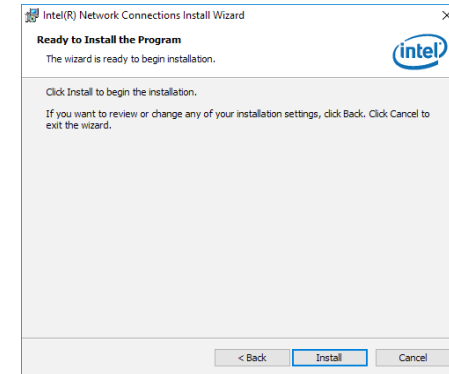 Intel(R) Network Connections Install Wizard
Ready to Install the Program
The wizard is ready to begin installation.
intel
Click Install to begin the installation.
If you want to review or change any of your installation settings, click Back. Click Cancel to
exit the wizard.
< Back Install Cancel